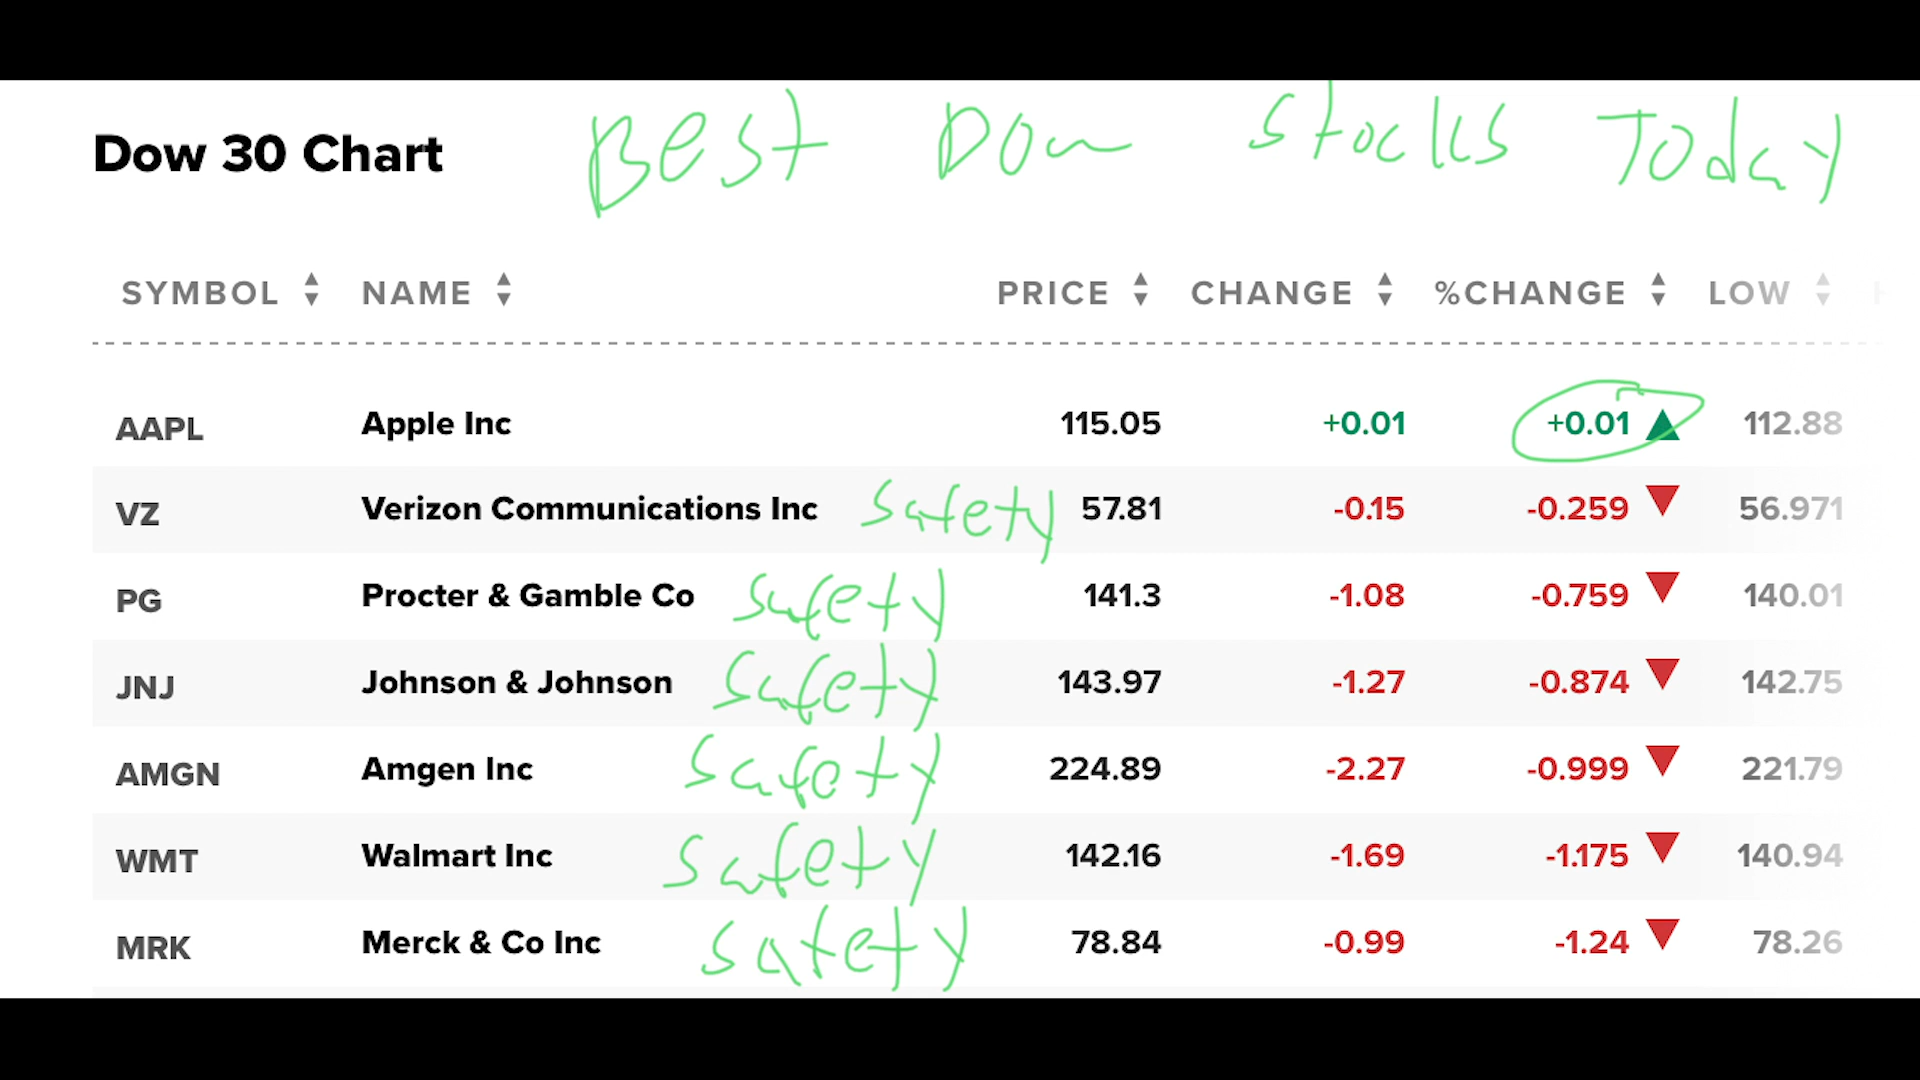 Dow 30 Chart Best Dow Stocks Today
SYMBOL NAME PRICE CHANGE %CHANGE LOW
AAPL Apple Inc 115.05 +0.01 +0.01 112.88
VZ Verizon Communications Inc Safety 57.81 -0.15 -0.259 56.971
PG Procter & Gamble Co Safety 141.3 -1.08 -0.759 140.01
JNJ Johnson & Johnson Safety 143.97 -1.27 -0.874 142.75
AMGN Amgen Inc Safety 224.89 -2.27 -0.999 221.79
WMT Walmart Inc Safety 142.16 -1.69 -1.175 140.94
MRK Merck & Co Inc Safety 78.84 -0.99 -1.24 78.26